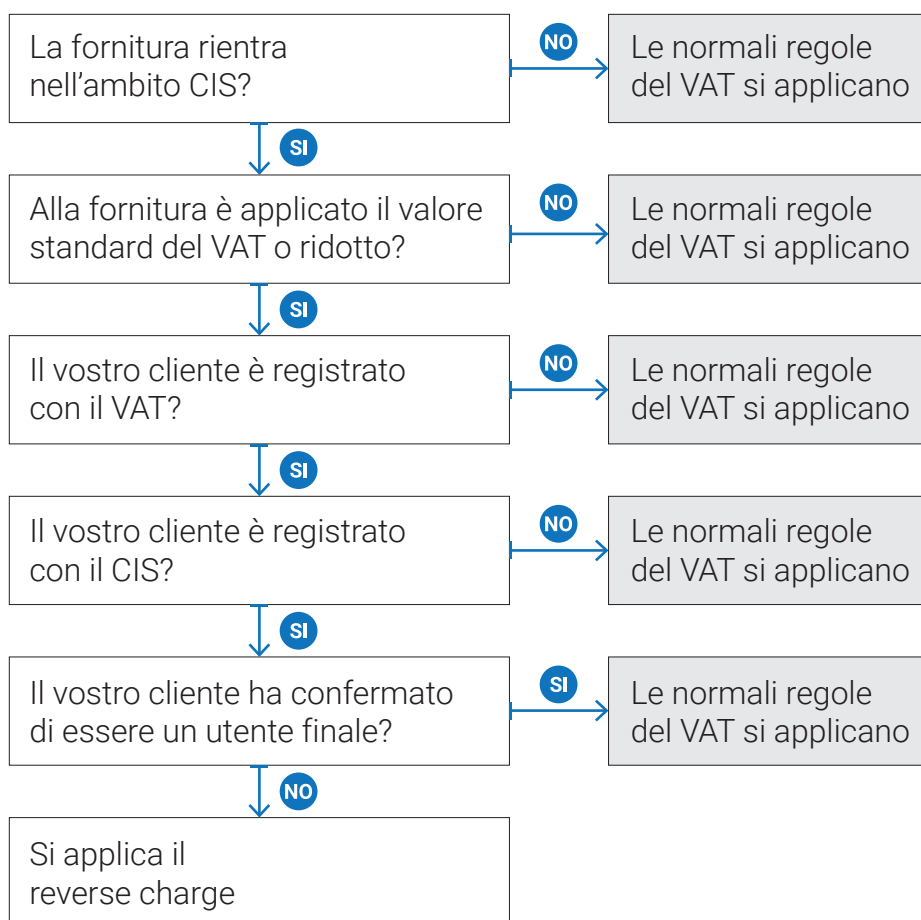 La fornitura rientra
nell'ambito CIS?
NO
Le normali regole
del VAT si applicano
SI
Alla fornitura è applicato il valore
standard del VAT o ridotto?
NO
Le normali regole
del VAT si applicano
SI
Il vostro cliente è registrato
con il VAT?
NO
Le normali regole
del VAT si applicano
SI
Il vostro cliente è registrato
con il CIS?
NO
Le normali regole
del VAT si applicano
SI
Il vostro cliente ha confermato
di essere un utente finale?
SI
Le normali regole
del VAT si applicano
NO
Si applica il
reverse charge